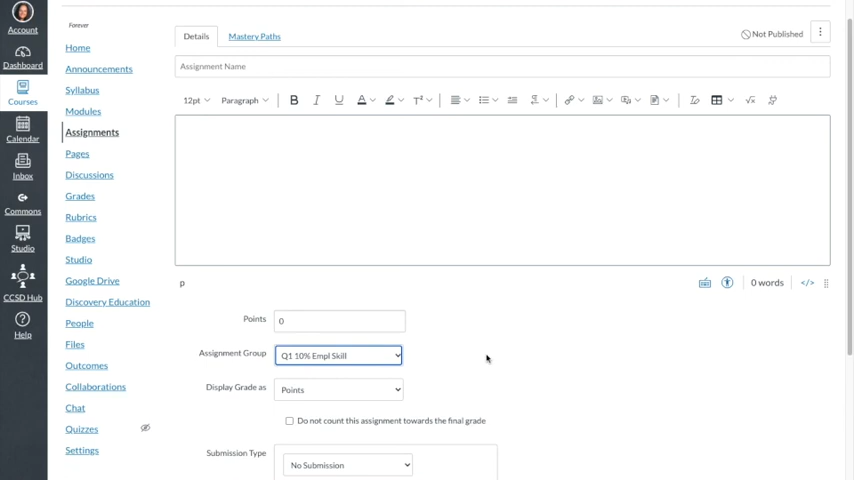 Account
Dashboard
Courses
Calendar
Inbox
Commons
Studio
CCSD Hub
Help
Forever
Home
Announcements
Syllabus
Modules
Assignments
Pages
Discussions
Grades
Rubrics
Badges
Studio
Google Drive
Discovery Education
People
Files
Outcomes
Collaborations
Chat
Quizzes
Settings
Details Mastery Paths
Not Published
Assignment Name
12pt Paragraph B I U A T²
p
0 words </>
Points 0
Assignment Group Q1 10% Empl Skill
Display Grade as Points
Do not count this assignment towards the final grade
Submission Type No Submission